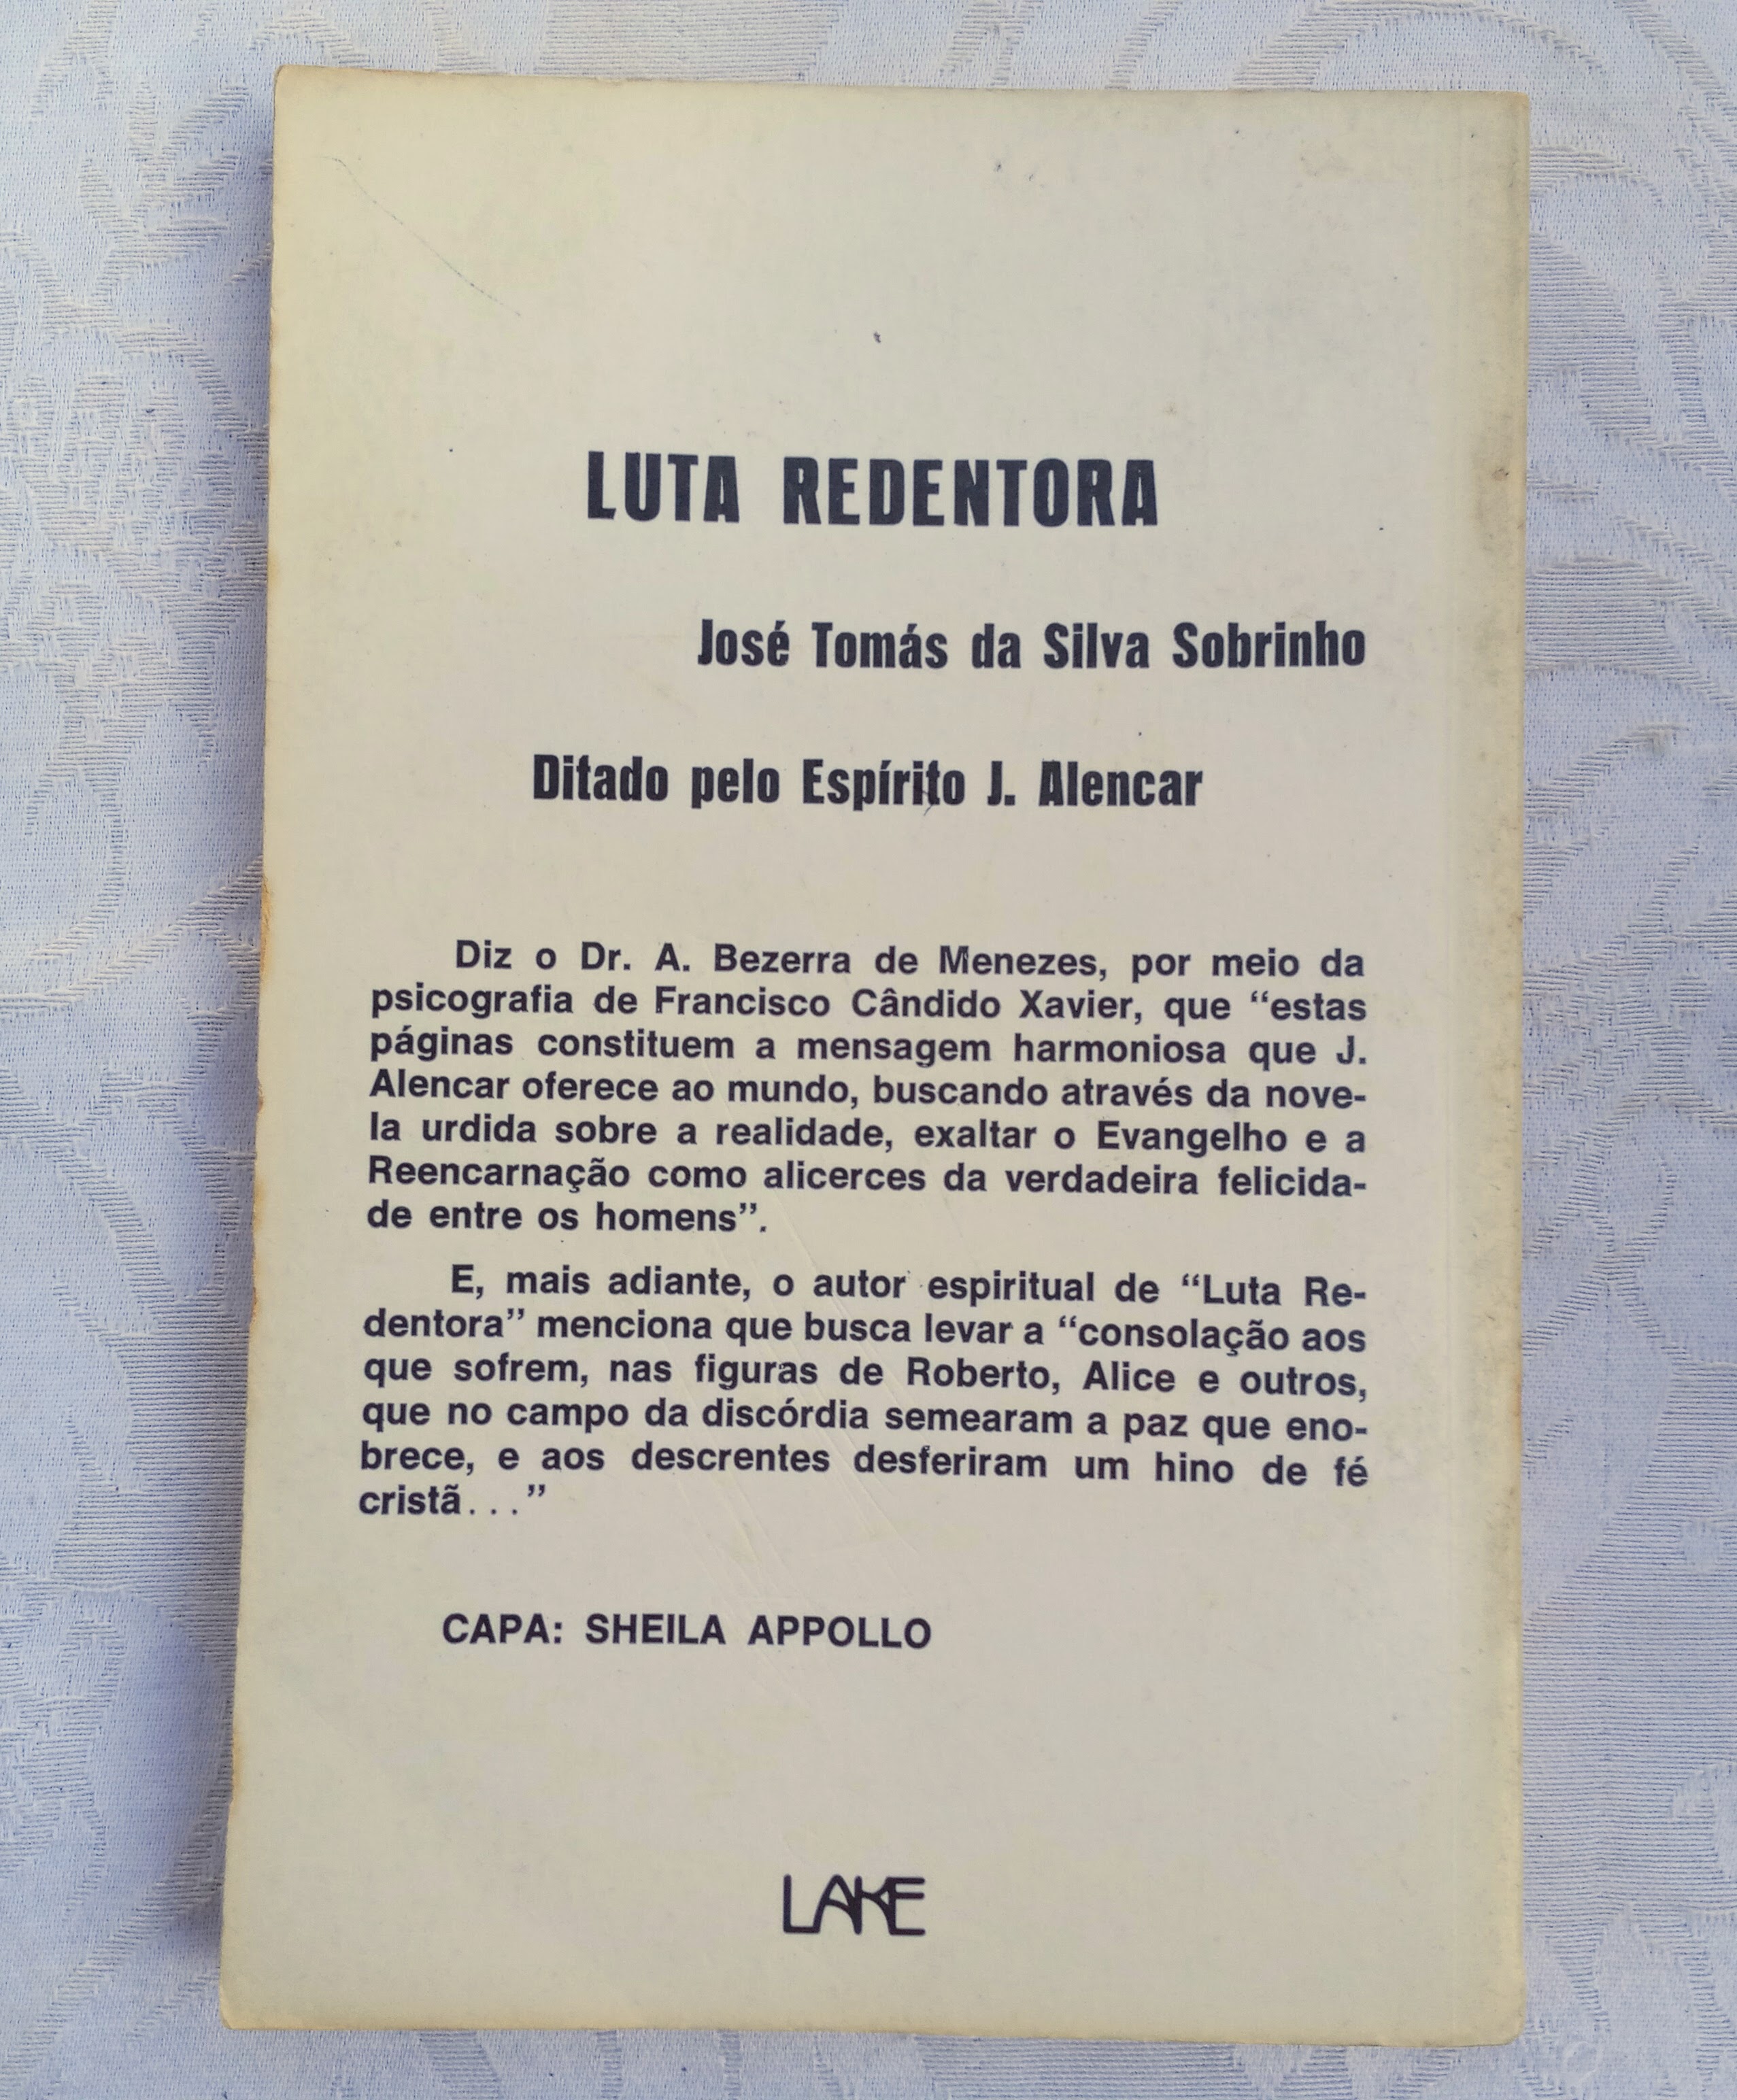 LUTA REDENTORA
José Tomás da Silva Sobrinho
Ditado pelo Espírito J. Alencar
Diz o Dr. A. Bezerra de Menezes, por meio da
psicografia de Francisco Cândido Xavier, que “estas
páginas constituem a mensagem harmoniosa que J.
Alencar oferece ao mundo, buscando através da nove-
la urdida sobre a realidade, exaltar o Evangelho e a
Reencarnação como alicerces da verdadeira felicida-
de entre os homens”.
E, mais adiante, o autor espiritual de “Luta Re-
dentora” menciona que busca levar a “consolação aos
que sofrem, nas figuras de Roberto, Alice e outros,
que no campo da discórdia semearam a paz que eno-
brece, e aos descrentes desferiram um hino de fé
cristã...”
CAPA: SHEILA APPOLLO
LAKE